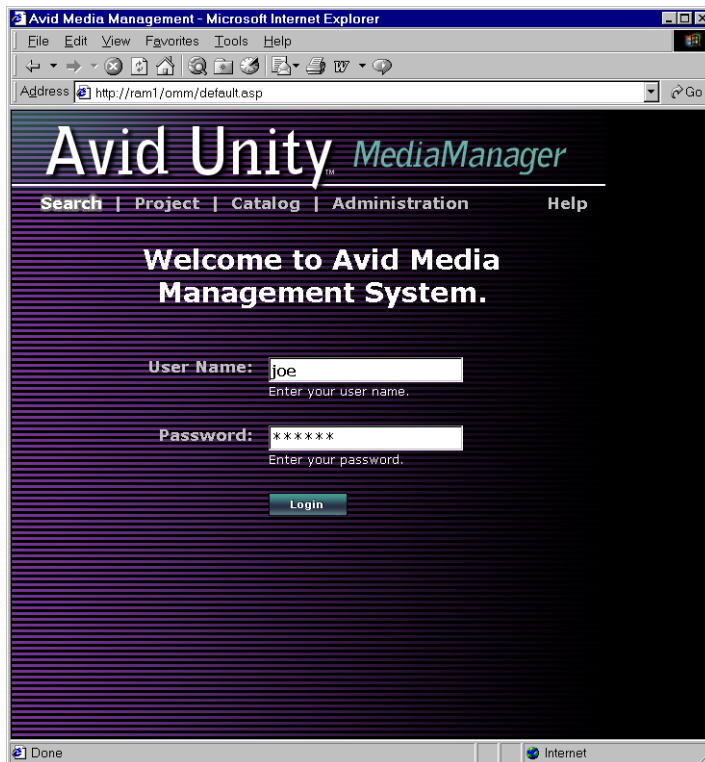 Avid Media Management - Microsoft Internet Explorer
File Edit View Favorites Tools Help
Address http://ram1/omm/default.asp Go
Avid Unity™ MediaManager
Search | Project | Catalog | Administration Help
Welcome to Avid Media
Management System.
User Name: joe
Enter your user name.
Password: ******
Enter your password.
Login
Done Internet